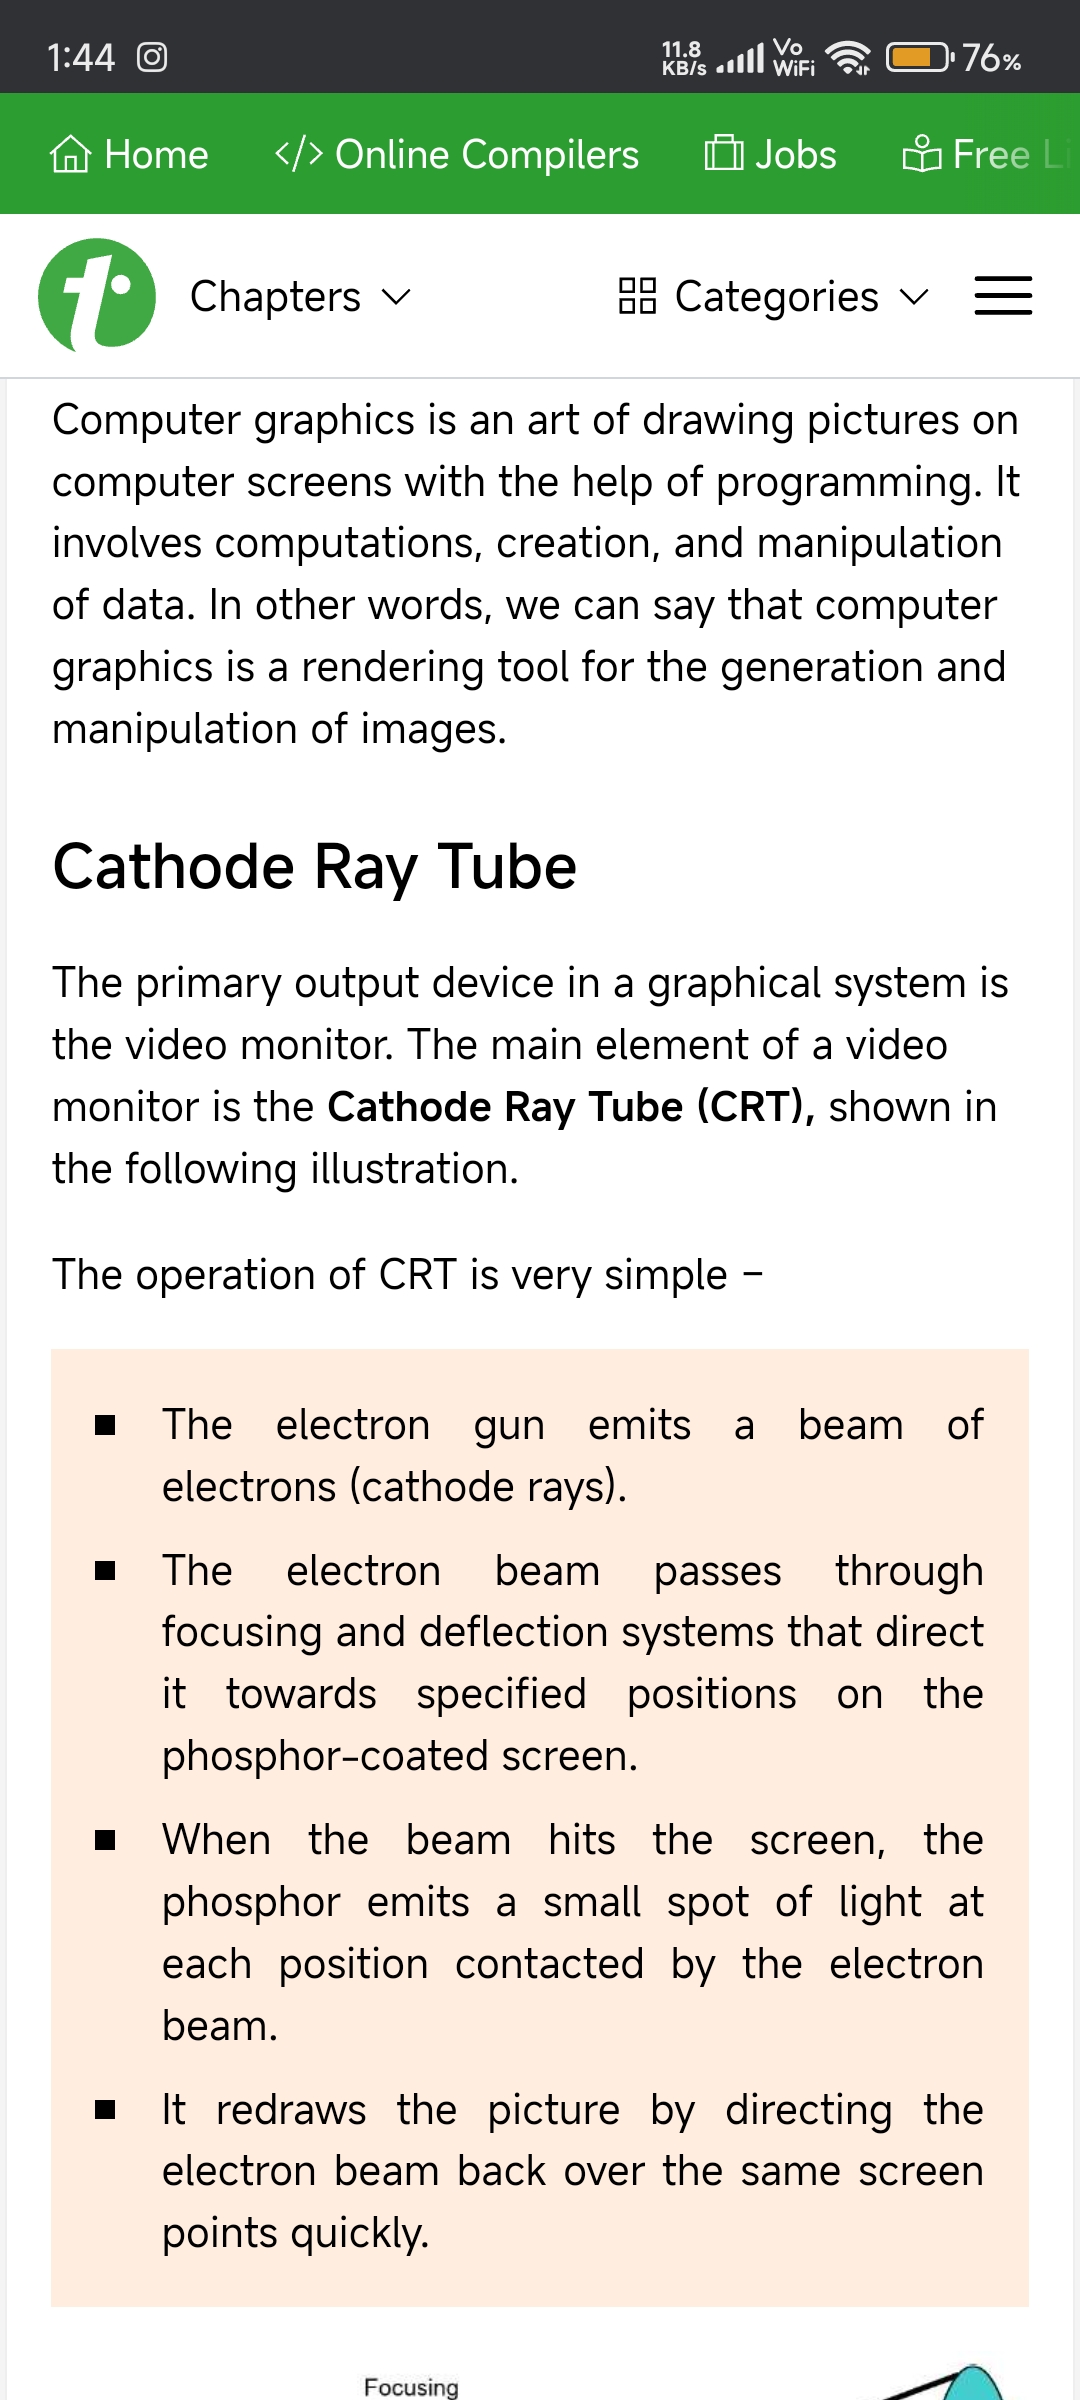 1:44
11.8 KB/s Vo WiFi 76%
Home </> Online Compilers Jobs Free
Chapters Categories
Computer graphics is an art of drawing pictures on
computer screens with the help of programming. It
involves computations, creation, and manipulation
of data. In other words, we can say that computer
graphics is a rendering tool for the generation and
manipulation of images.
Cathode Ray Tube
The primary output device in a graphical system is
the video monitor. The main element of a video
monitor is the Cathode Ray Tube (CRT), shown in
the following illustration.
The operation of CRT is very simple −
■ The electron gun emits a beam of
electrons (cathode rays).
■ The electron beam passes through
focusing and deflection systems that direct
it towards specified positions on the
phosphor-coated screen.
■ When the beam hits the screen, the
phosphor emits a small spot of light at
each position contacted by the electron
beam.
■ It redraws the picture by directing the
electron beam back over the same screen
points quickly.
Focusing